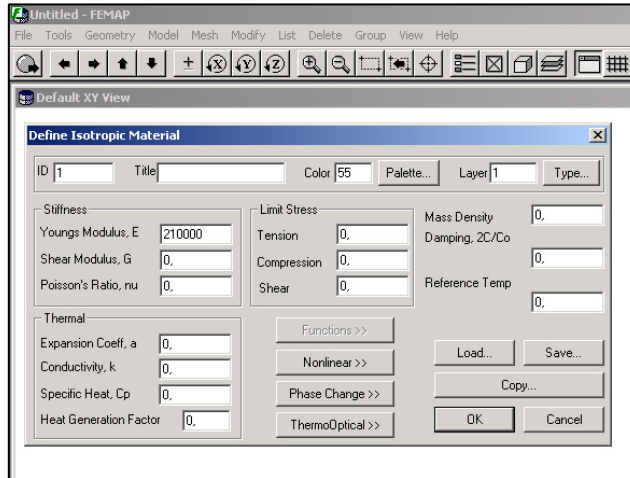 Untitled - FEMAP
File Tools Geometry Model Mesh Modify List Delete Group View Help
± X Y Z
Default XY View
Define Isotropic Material
ID 1 Title Color 55 Palette... Layer 1 Type...
Stiffness
Youngs Modulus, E 210000
Shear Modulus, G 0,
Poisson's Ratio, nu 0,
Limit Stress
Tension 0,
Compression 0,
Shear 0,
Mass Density 0,
Damping, 2C/Co 0,
Reference Temp 0,
Thermal
Expansion Coeff, a 0,
Conductivity, k 0,
Specific Heat, Cp 0,
Heat Generation Factor 0,
Functions >>
Nonlinear >>
Phase Change >>
ThermoOptical >>
Load... Save...
Copy...
OK Cancel